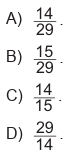 A) 14/29 .
B) 15/29 .
C) 14/15 .
D) 29/14 .